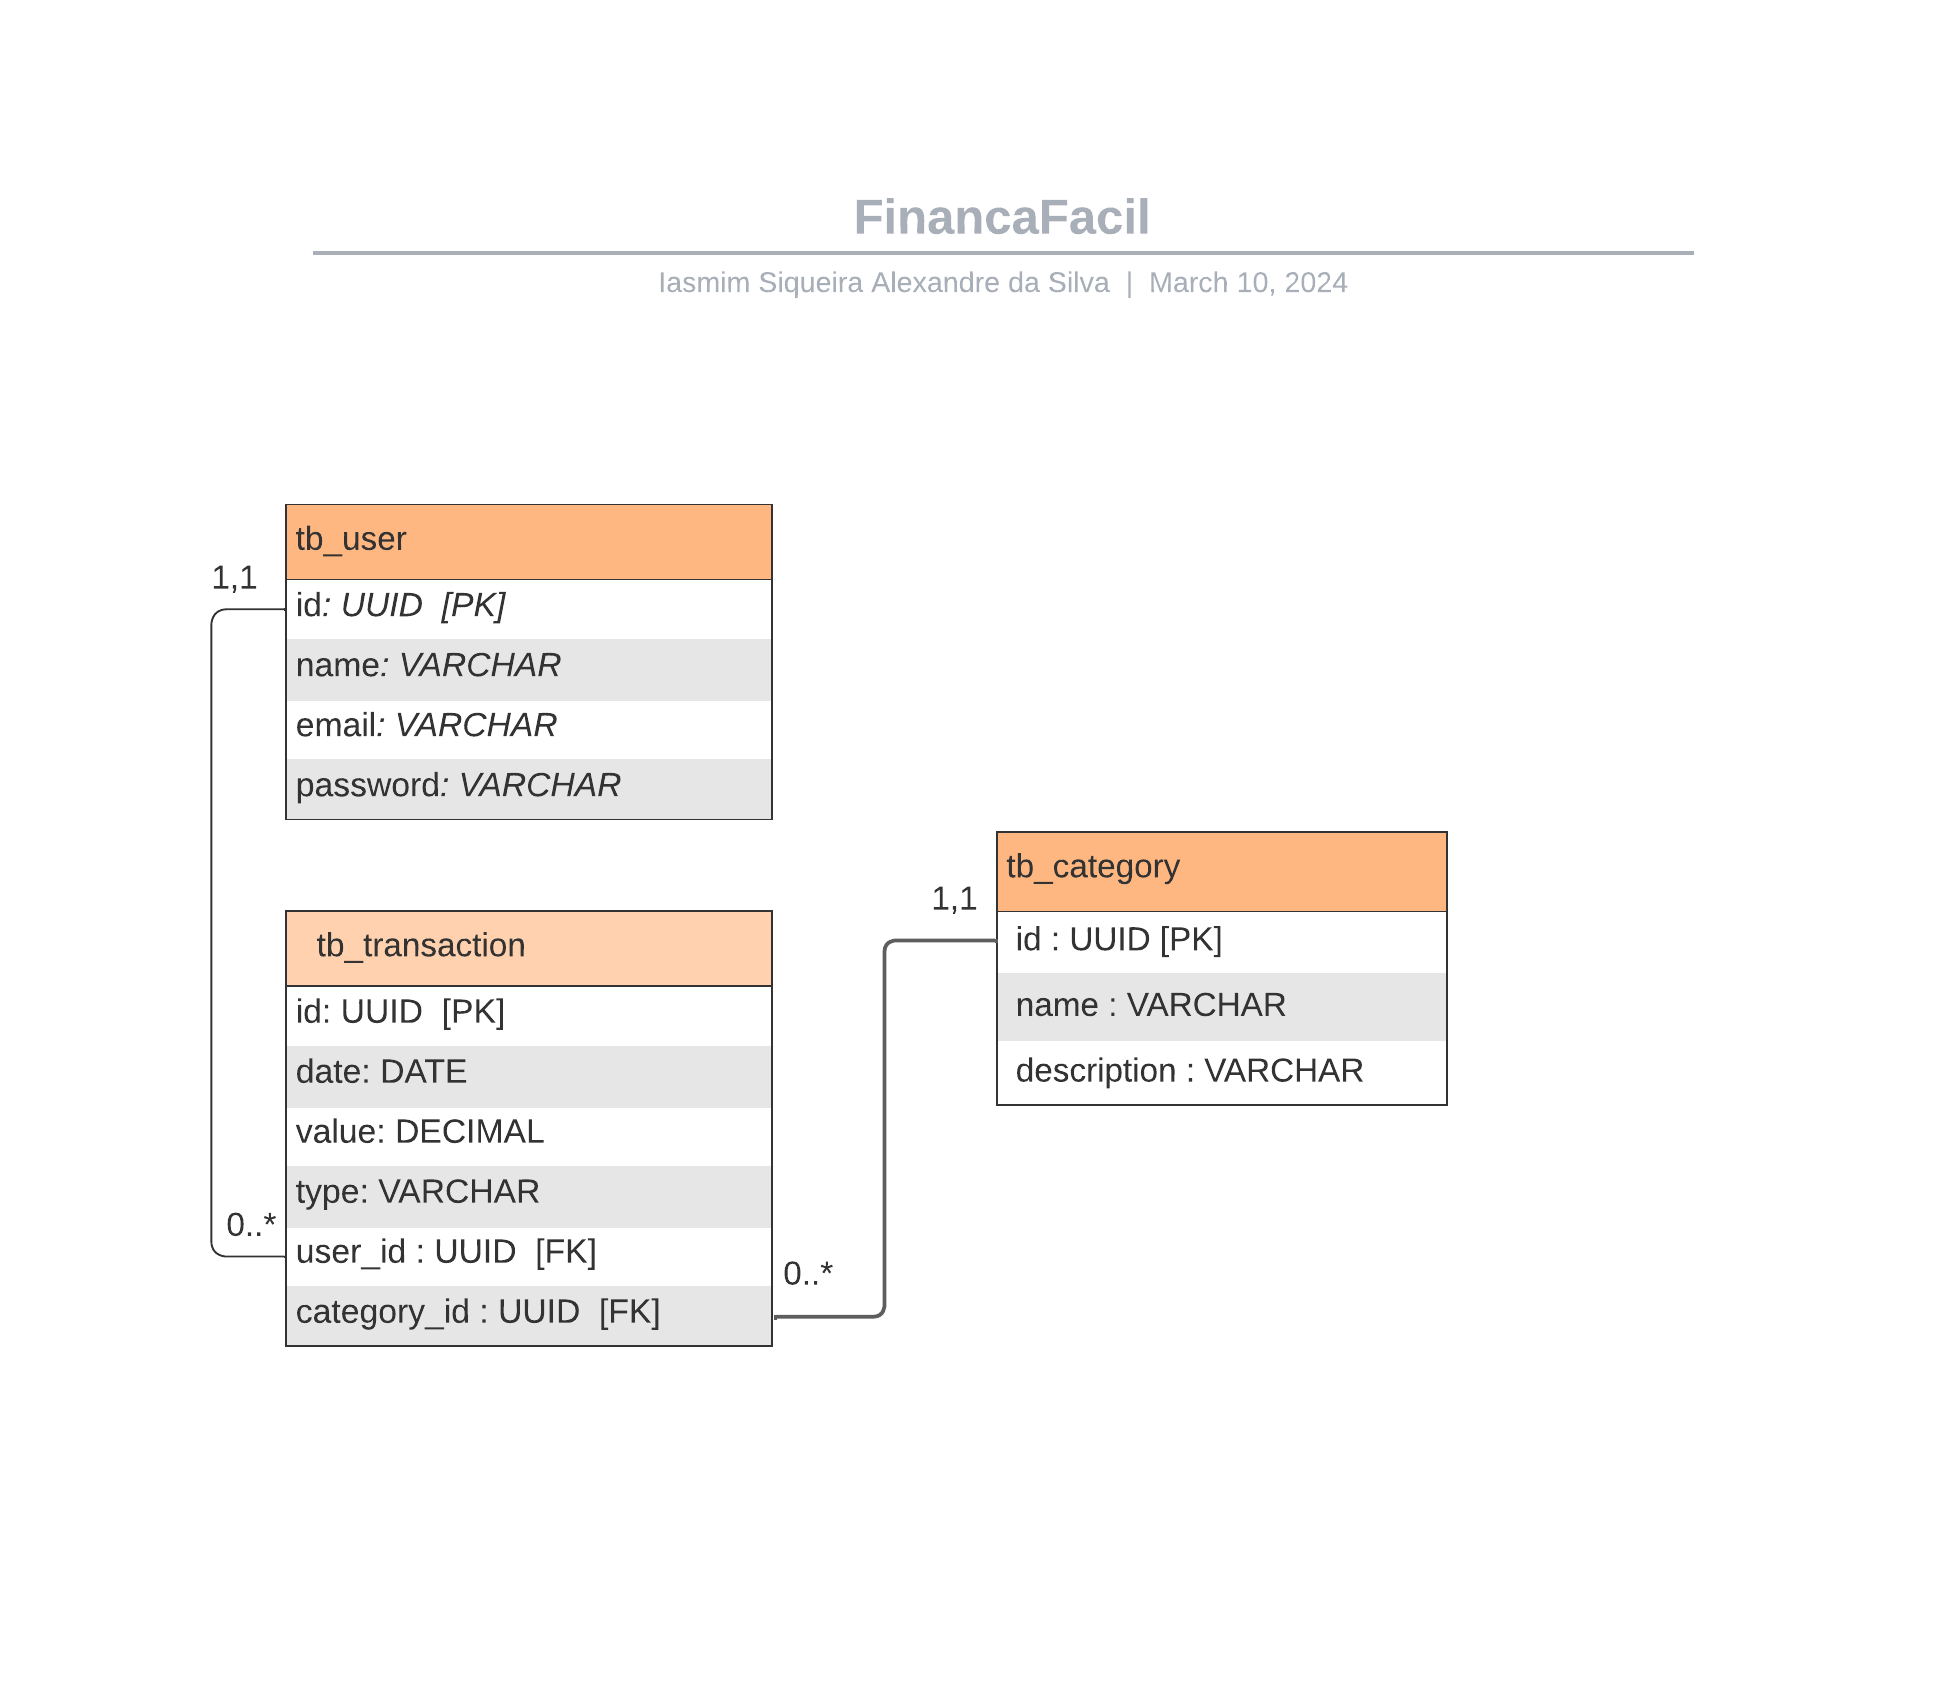 FinancaFacil
Iasmim Siqueira Alexandre da Silva | March 10, 2024
tb_user
1,1
id: UUID [PK]
name: VARCHAR
email: VARCHAR
password: VARCHAR
tb_transaction
id: UUID [PK]
date: DATE
value: DECIMAL
type: VARCHAR
0..*
user_id : UUID [FK]
0..*
category_id : UUID [FK]
tb_category
1,1
id : UUID [PK]
name : VARCHAR
description : VARCHAR